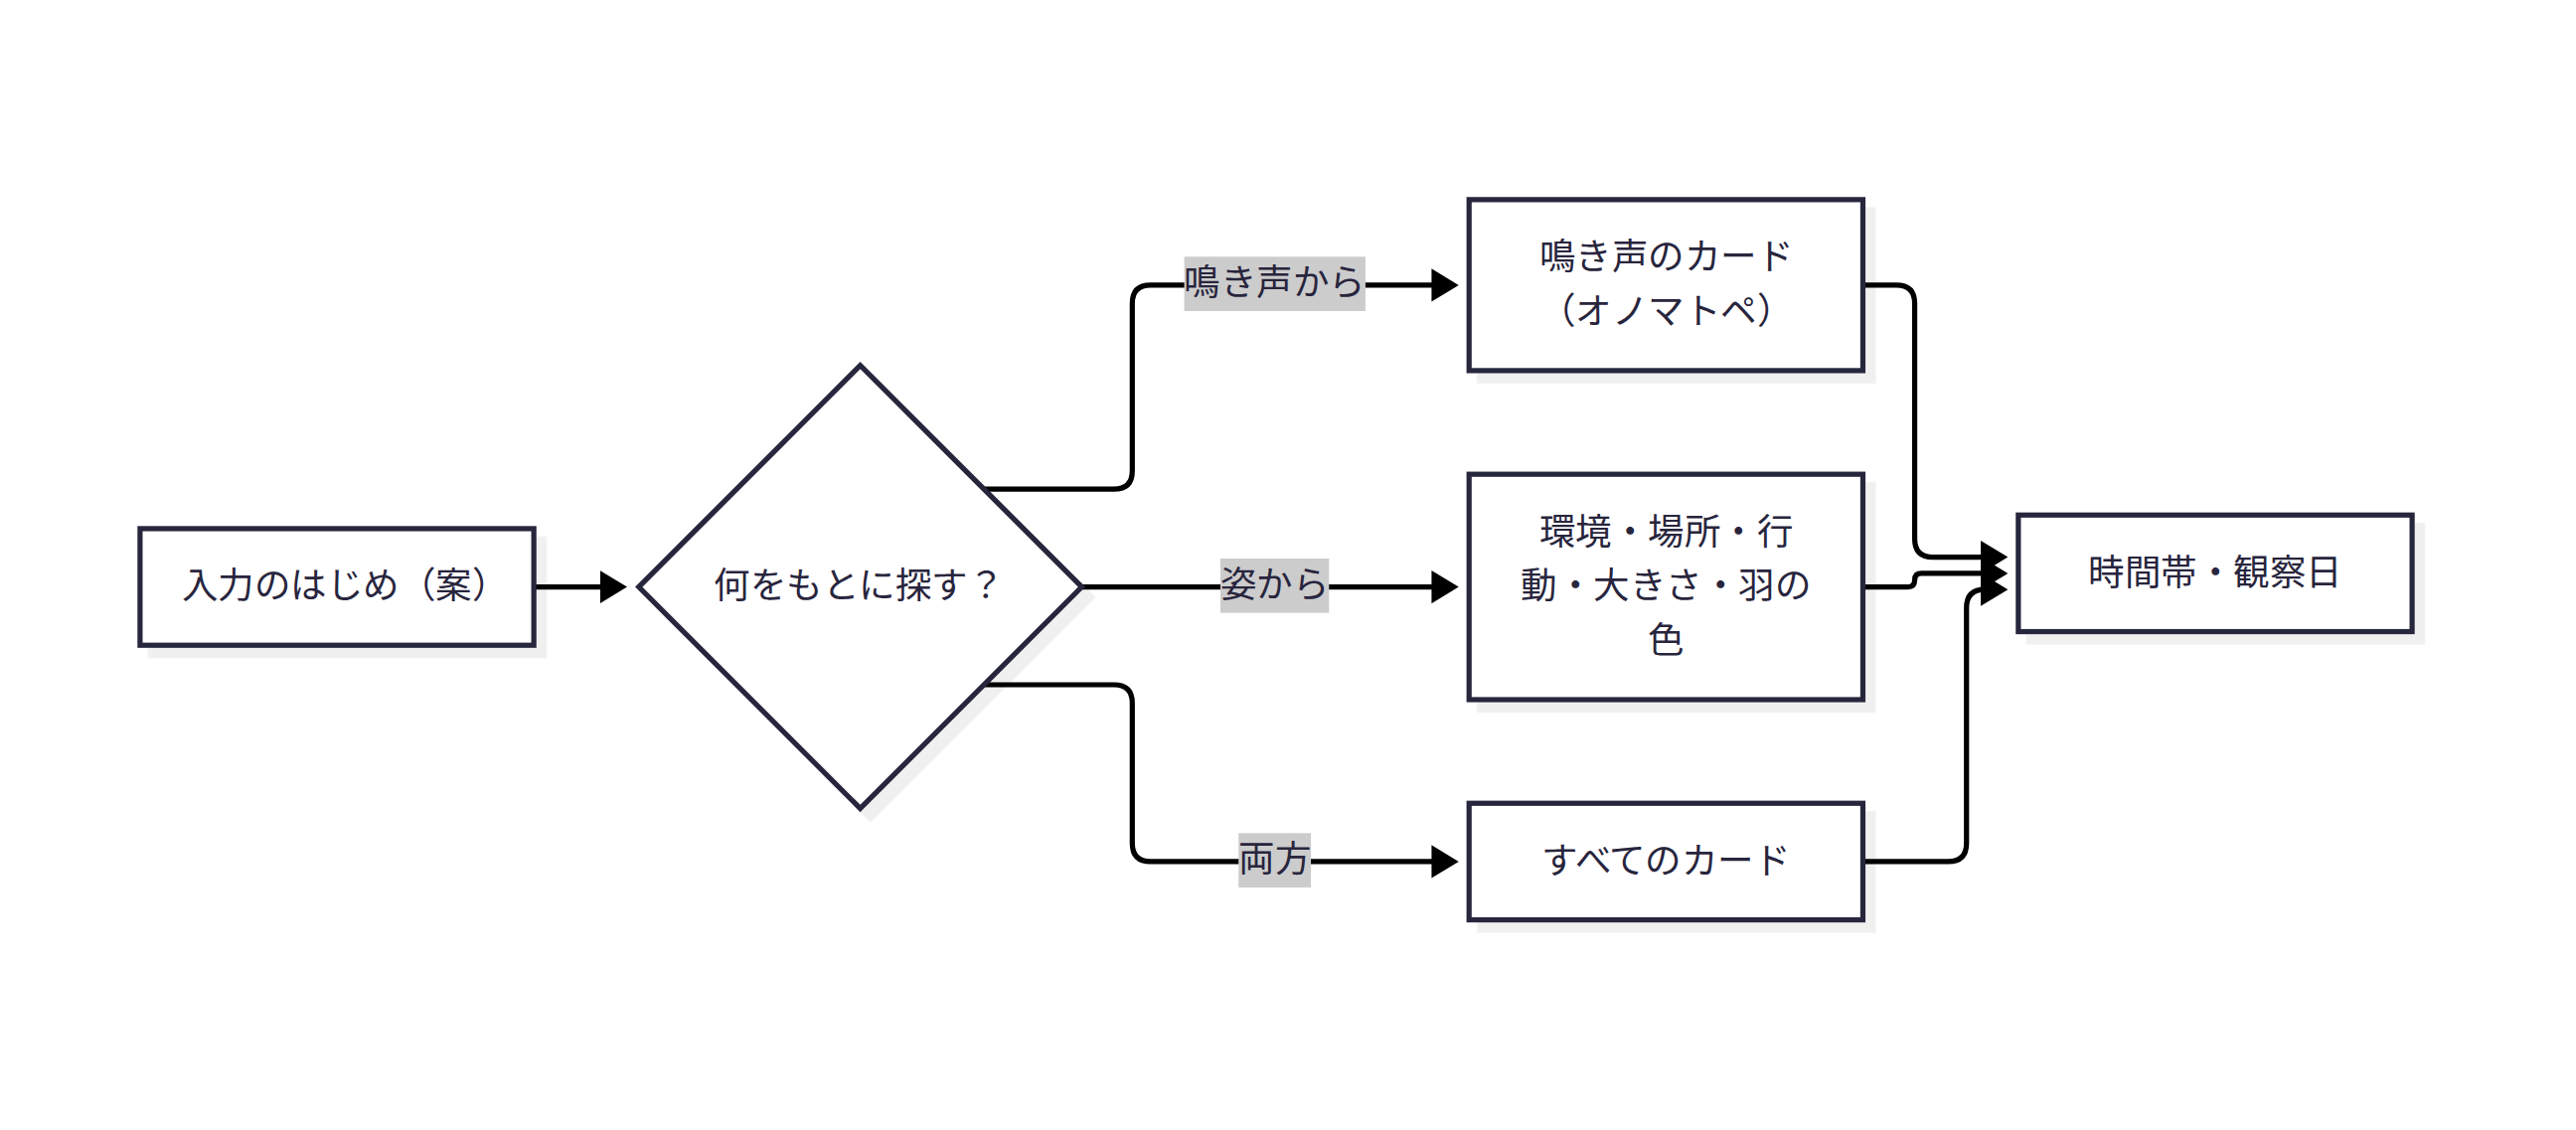 入力のはじめ（案）
何をもとに探す？
鳴き声から
姿から
両方
鳴き声のカード
（オノマトペ）
環境・場所・行
動・大きさ・羽の
色
すべてのカード
時間帯・観察日